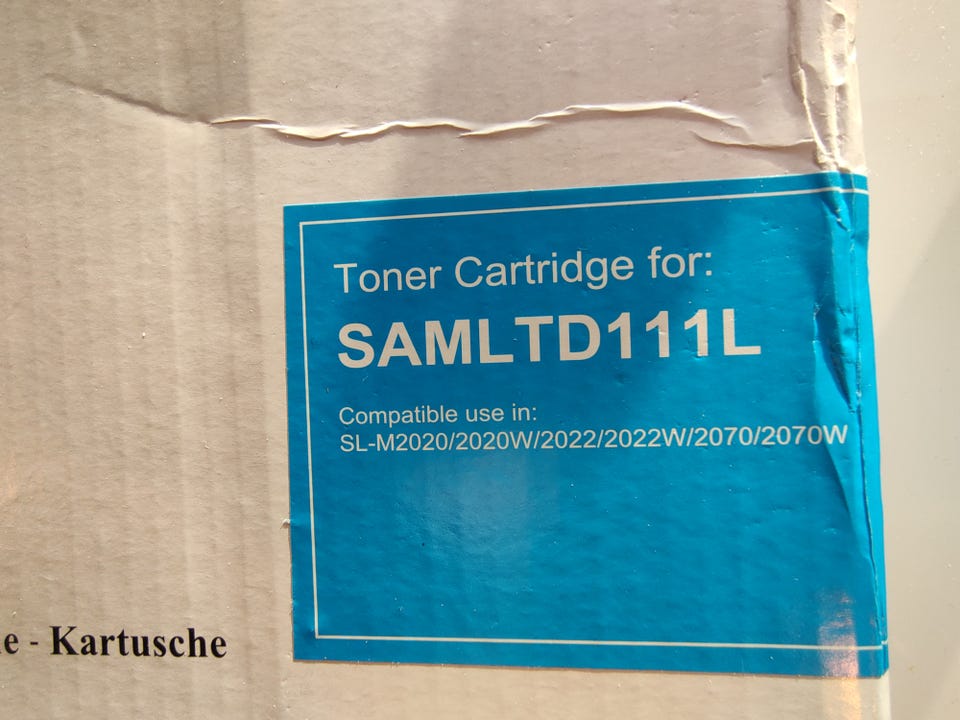 Toner Cartridge for:
SAMLTD111L
Compatible use in:
SL-M2020/2020W/2022/2022W/2070/2070W
e - Kartusche